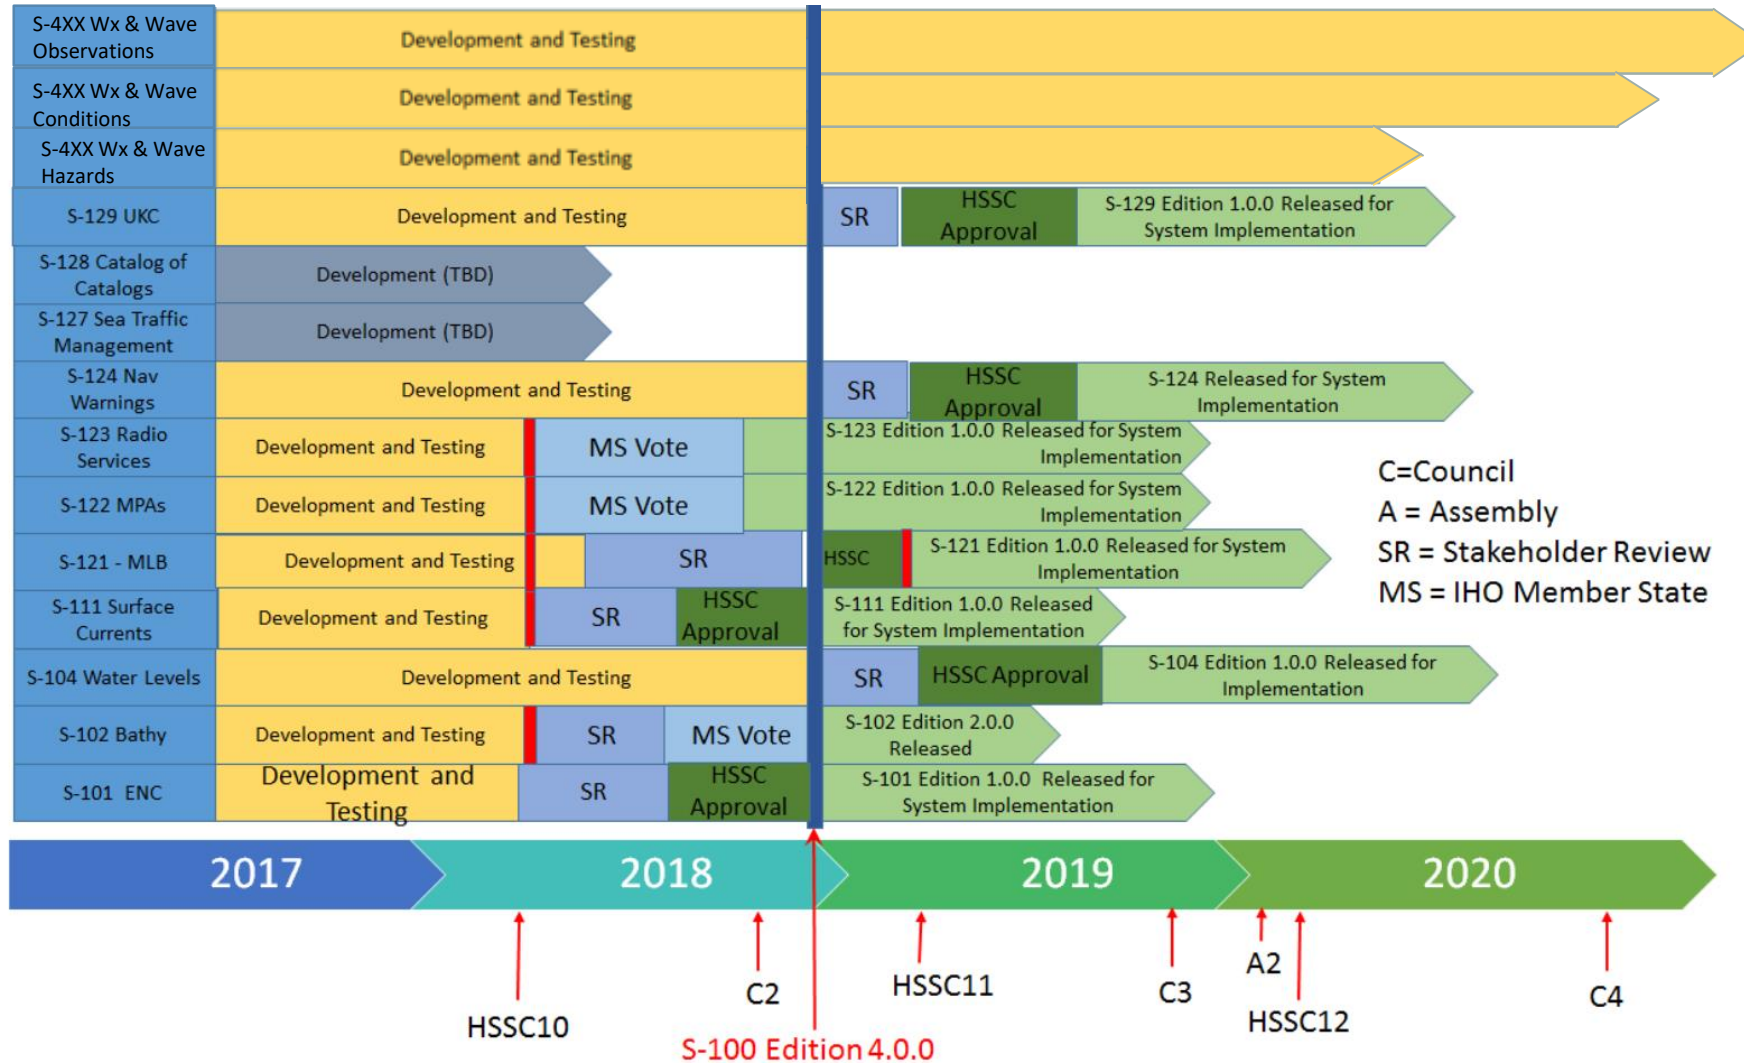 S-4XX Wx & Wave
Observations
Development and Testing
S-4XX Wx & Wave
Conditions
Development and Testing
S-4XX Wx & Wave
Hazards
Development and Testing
S-129 UKC
Development and Testing
SR
HSSC
Approval
S-129 Edition 1.0.0 Released for
System Implementation
S-128 Catalog of
Catalogs
Development (TBD)
S-127 Sea Traffic
Management
Development (TBD)
S-124 Nav
Warnings
Development and Testing
SR
HSSC
Approval
S-124 Released for System
Implementation
S-123 Radio
Services
Development and Testing
MS Vote
S-123 Edition 1.0.0 Released for System
Implementation
S-122 MPAs
Development and Testing
MS Vote
S-122 Edition 1.0.0 Released for System
Implementation
S-121 - MLB
Development and Testing
SR
HSSC
S-121 Edition 1.0.0 Released for System
Implementation
S-111 Surface
Currents
Development and Testing
SR
HSSC
Approval
S-111 Edition 1.0.0 Released
for System Implementation
S-104 Water Levels
Development and Testing
SR
HSSC Approval
S-104 Edition 1.0.0 Released for
Implementation
S-102 Bathy
Development and Testing
SR
MS Vote
S-102 Edition 2.0.0
Released
S-101 ENC
Development and
Testing
SR
HSSC
Approval
S-101 Edition 1.0.0 Released for
System Implementation
C=Council
A = Assembly
SR = Stakeholder Review
MS = IHO Member State
2017
2018
2019
2020
HSSC10
C2
S-100 Edition 4.0.0
HSSC11
C3
A2
HSSC12
C4